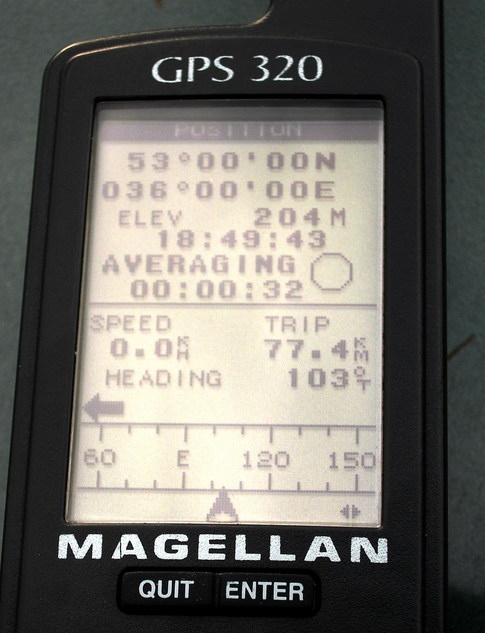 GPS 320
POSITION
53°00'00N
036°00'00E
ELEV 204M
18:49:43
AVERAGING
00:00:32
SPEED TRIP
0.0KH 77.4KM
HEADING 103°T
60 E 120 150
MAGELLAN
QUIT ENTER